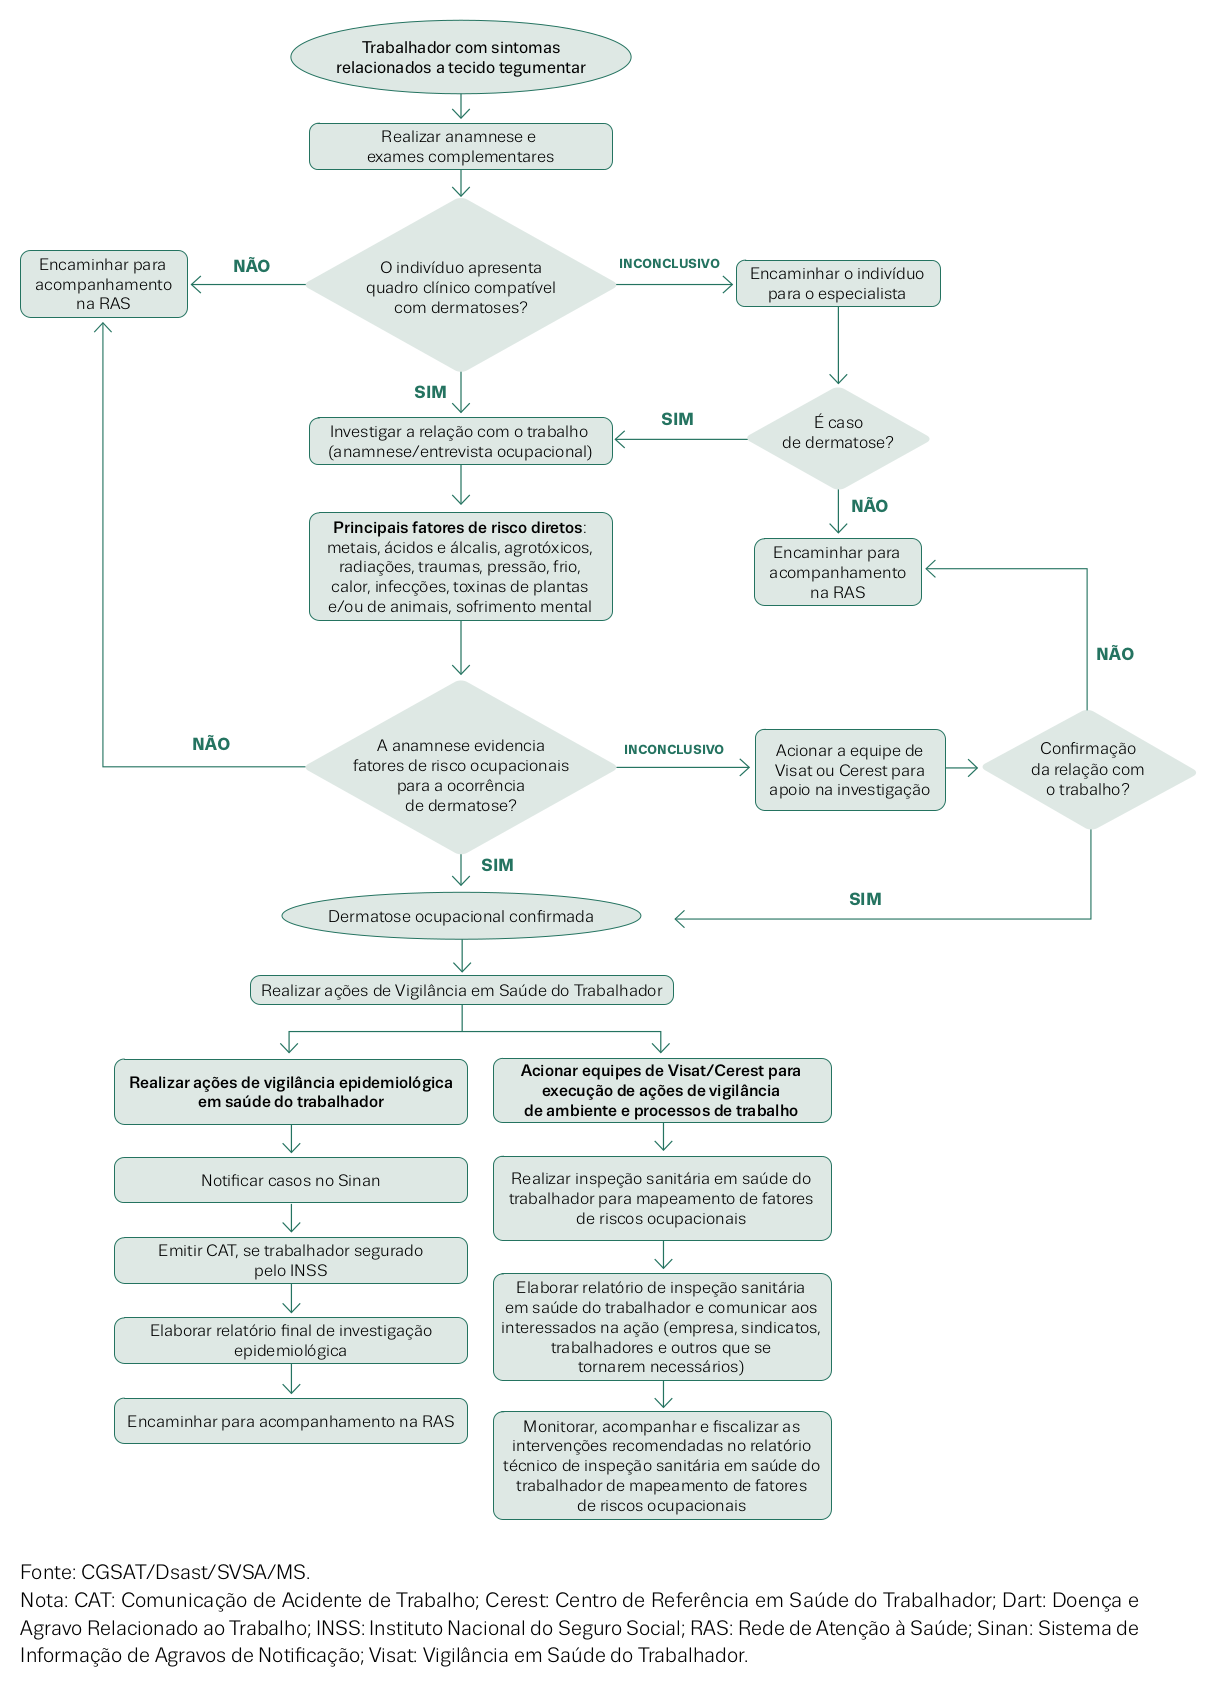 Trabalhador com sintomas
relacionados a tecido tegumentar
Realizar anamnese e
exames complementares
O indivíduo apresenta
quadro clínico compatível
com dermatoses?
NÃO
Encaminhar para
acompanhamento
na RAS
INCONCLUSIVO
Encaminhar o indivíduo
para o especialista
SIM
Investigar a relação com o trabalho
(anamnese/entrevista ocupacional)
SIM
É caso
de dermatose?
NÃO
Encaminhar para
acompanhamento
na RAS
Principais fatores de risco diretos:
metais, ácidos e álcalis, agrotóxicos,
radiações, traumas, pressão, frio,
calor, infecções, toxinas de plantas
e/ou de animais, sofrimento mental
NÃO
NÃO
A anamnese evidencia
fatores de risco ocupacionais
para a ocorrência
de dermatose?
INCONCLUSIVO
Acionar a equipe de
Visat ou Cerest para
apoio na investigação
Confirmação
da relação com
o trabalho?
SIM
SIM
Dermatose ocupacional confirmada
Realizar ações de Vigilância em Saúde do Trabalhador
Realizar ações de vigilância epidemiológica
em saúde do trabalhador
Notificar casos no Sinan
Emitir CAT, se trabalhador segurado
pelo INSS
Elaborar relatório final de investigação
epidemiológica
Encaminhar para acompanhamento na RAS
Acionar equipes de Visat/Cerest para
execução de ações de vigilância
de ambiente e processos de trabalho
Realizar inspeção sanitária em saúde do
trabalhador para mapeamento de fatores
de riscos ocupacionais
Elaborar relatório de inspeção sanitária
em saúde do trabalhador e comunicar aos
interessados na ação (empresa, sindicatos,
trabalhadores e outros que se
tornarem necessários)
Monitorar, acompanhar e fiscalizar as
intervenções recomendadas no relatório
técnico de inspeção sanitária em saúde do
trabalhador de mapeamento de fatores
de riscos ocupacionais
Fonte: CGSAT/Dsast/SVSA/MS.
Nota: CAT: Comunicação de Acidente de Trabalho; Cerest: Centro de Referência em Saúde do Trabalhador; Dart: Doença e
Agravo Relacionado ao Trabalho; INSS: Instituto Nacional do Seguro Social; RAS: Rede de Atenção à Saúde; Sinan: Sistema de
Informação de Agravos de Notificação; Visat: Vigilância em Saúde do Trabalhador.